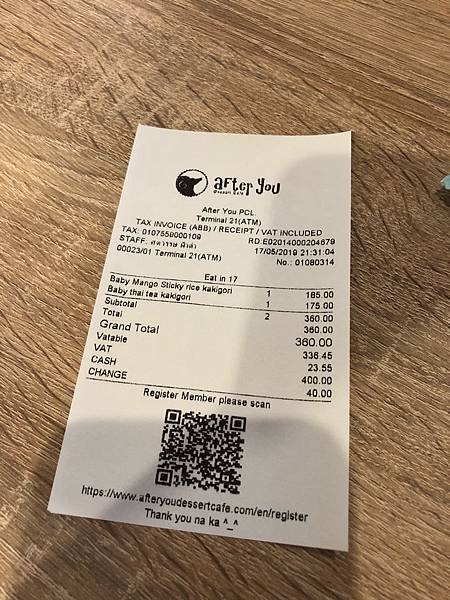 after you
Dessert Cafe
After You PCL.
Terminal 21(ATM)
TAX INVOICE (ABB) / RECEIPT / VAT INCLUDED
TAX: 0107559000109 RD:E02014000204679
STAFF: 17/05/2019 21:31:04
00023/01 Terminal 21(ATM) No.: 01080314
Eat in 17
Baby Mango Sticky rice kakigori 1 185.00
Baby thai tea kakigori 1 175.00
Subtotal 2 360.00
Total 360.00
Grand Total 360.00
Vatable 336.45
VAT 23.55
CASH 400.00
CHANGE 40.00
Register Member please scan
https://www.afteryoudessertcafe.com/en/register
Thank you na ka ^_^